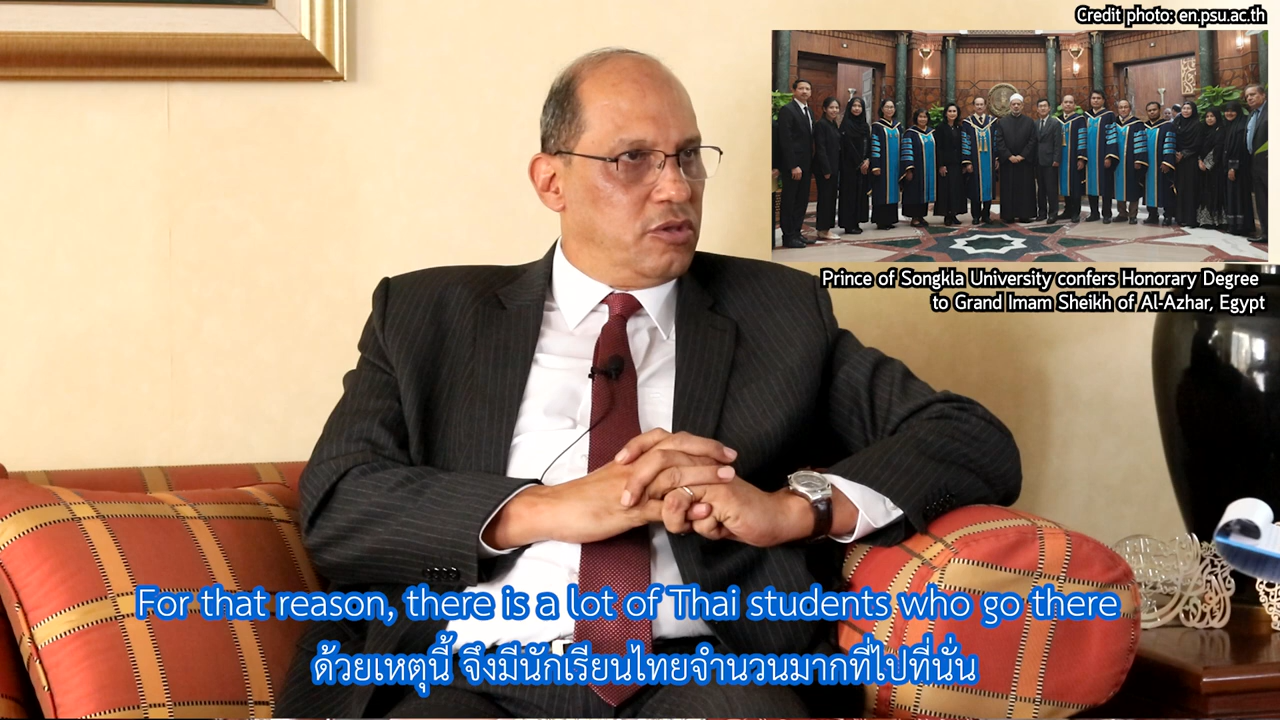 Credit photo: en.psu.ac.th
Prince of Songkla University confers Honorary Degree
to Grand Imam Sheikh of Al-Azhar, Egypt
For that reason, there is a lot of Thai students who go there
ด้วยเหตุนี้ จึงมีนักเรียนไทยจำนวนมากที่ไปที่นั่น